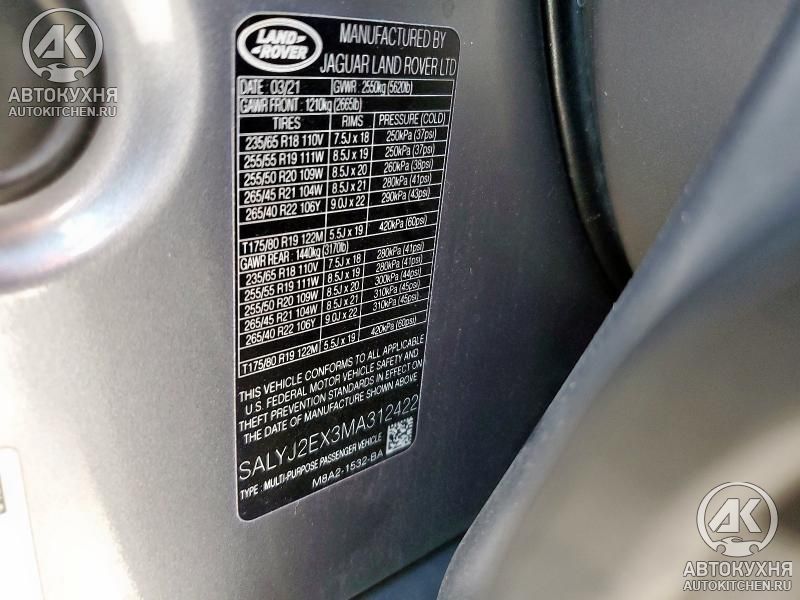 LAND ROVER
MANUFACTURED BY
JAGUAR LAND ROVER LTD
DATE: 03/21 GVWR : 2550kg (5620lb)
GAWR FRONT : 1210kg (2665lb)
TIRES RIMS PRESSURE (COLD)
235/65 R18 110V 7.5J x 18 250kPa (37psi)
255/55 R19 111W 8.5J x 19 250kPa (37psi)
255/50 R20 109W 8.5J x 20 260kPa (38psi)
265/45 R21 104W 8.5J x 21 280kPa (41psi)
265/40 R22 106Y 9.0J x 22 290kPa (43psi)
T175/80 R19 122M 5.5J x 19 420kPa (60psi)
GAWR REAR : 1440kg (3170lb)
235/65 R18 110V 7.5J x 18 280kPa (41psi)
255/55 R19 111W 8.5J x 19 280kPa (41psi)
255/50 R20 109W 8.5J x 20 300kPa (44psi)
265/45 R21 104W 8.5J x 21 310kPa (45psi)
265/40 R22 106Y 9.0J x 22 310kPa (45psi)
T175/80 R19 122M 5.5J x 19 420kPa (60psi)
THIS VEHICLE CONFORMS TO ALL APPLICABLE
U.S. FEDERAL MOTOR VEHICLE SAFETY AND
THEFT PREVENTION STANDARDS IN EFFECT ON
THE DATE OF MANUFACTURE SHOWN ABOVE
SALYJ2EX3MA312422
TYPE : MULTI-PURPOSE PASSENGER VEHICLE
M8A2-1532-BA
АК
АВТОКУХНЯ
AUTOKITCHEN.RU
АК
АВТОКУХНЯ
AUTOKITCHEN.RU